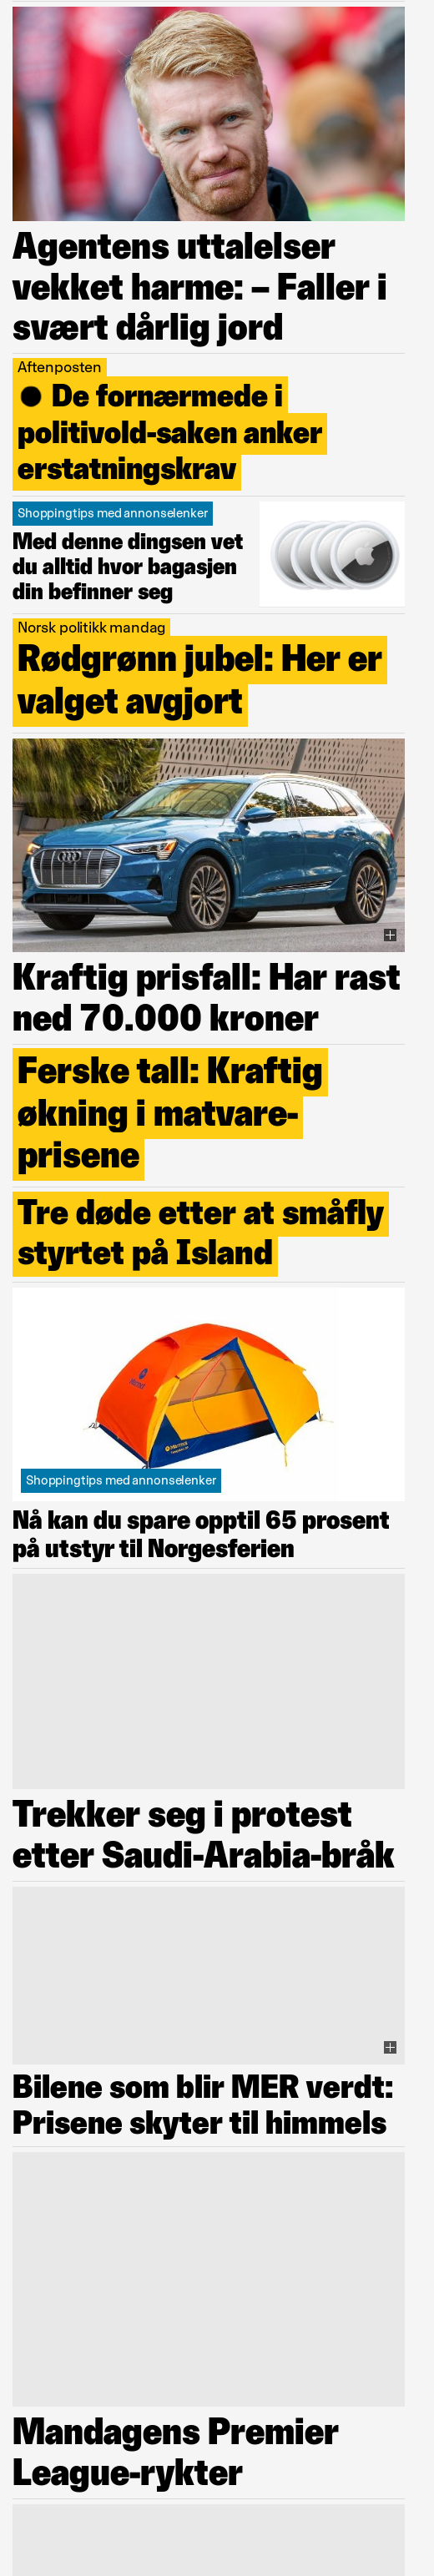 Agentens uttalelser
vekket harme: – Faller i
svært dårlig jord
Aftenposten
● De fornærmede i
politivold-saken anker
erstatningskrav
Shoppingtips med annonselenker
Med denne dingsen vet
du alltid hvor bagasjen
din befinner seg
Norsk politikk mandag
Rødgrønn jubel: Her er
valget avgjort
Kraftig prisfall: Har rast
ned 70.000 kroner
Ferske tall: Kraftig
økning i matvare-
prisene
Tre døde etter at småfly
styrtet på Island
Marmot
Shoppingtips med annonselenker
Nå kan du spare opptil 65 prosent
på utstyr til Norgesferien
Trekker seg i protest
etter Saudi-Arabia-bråk
Bilene som blir MER verdt:
Prisene skyter til himmels
Mandagens Premier
League-rykter